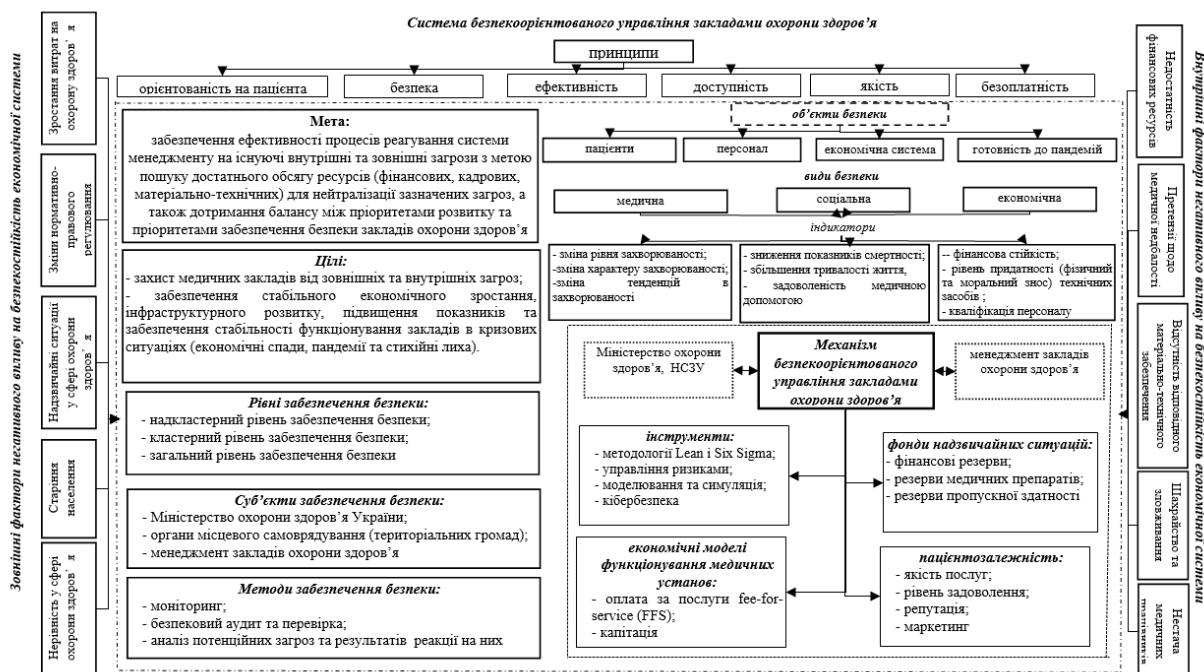 Система безпекоорієнтованого управління закладами охорони здоров’я
принципи
орієнтованість на пацієнта
безпека
ефективність
доступність
якість
безоплатність
Зовнішні фактори негативного впливу на безпекостійкість економічної системи
Зростання витрат на
охорону здоров’ я
Зміни нормативно-
правового
регулювання
Надзвичайні ситуації
у сфері охорони
здоров’ я
Старіння
населення
Нерівність у сфері
охорони здоров’ я
Мета:
забезпечення ефективності процесів реагування системи
менеджменту на існуючі внутрішні та зовнішні загрози з метою
пошуку достатнього обсягу ресурсів (фінансових, кадрових,
матеріально-технічних) для нейтралізації зазначених загроз, а
також дотримання балансу між пріоритетами розвитку та
пріоритетами забезпечення безпеки закладів охорони здоров’я
Цілі:
- захист медичних закладів від зовнішніх та внутрішніх загроз;
- забезпечення стабільного економічного зростання,
інфраструктурного розвитку, підвищення показників та
забезпечення стабільності функціонування закладів в кризових
ситуаціях (економічні спади, пандемії та стихійні лиха).
Рівні забезпечення безпеки:
- надкластерний рівень забезпечення безпеки;
- кластерний рівень забезпечення безпеки;
- загальний рівень забезпечення безпеки
Суб’єкти забезпечення безпеки:
- Міністерство охорони здоров’я України;
- органи місцевого самоврядування (територіальних громад);
- менеджмент закладів охорони здоров’я
Методи забезпечення безпеки:
- моніторинг;
- безпековий аудит та перевірка;
- аналіз потенційних загроз та результатів реакції на них
об’єкти безпеки
пацієнти
персонал
економічна система
готовність до пандемій
види безпеки
медична
соціальна
економічна
індикатори
- зміна рівня захворюваності;
-зміна характеру захворюваності;
-зміна тенденцій в
захворюваності
- зниження показників смертності;
- збільшення тривалості життя,
- задоволеність медичною
допомогою
-- фінансова стійкість;
- рівень придатності (фізичний
та моральний знос) технічних
засобів ;
- кваліфікація персоналу
Міністерство охорони
здоров’я, НСЗУ
Механізм
безпекоорієнтованого
управління закладами
охорони здоров’я
менеджмент закладів
охорони здоров’я
інструменти:
- методології Lean і Six Sigma;
- управління ризиками;
- моделювання та симуляція;
- кібербезпека
фонди надзвичайних ситуацій:
- фінансові резерви;
- резерви медичних препаратів;
- резерви пропускної здатності
економічні моделі
функціонування медичних
установ:
- оплата за послуги fee-for-
service (FFS);
- капітація
пацієнтозалежність:
- якість послуг;
- рівень задоволення;
- репутація;
- маркетинг
Недостатність
фінансових
ресурсів
Претензії щодо
медичної
недбалості
Відсутність відповідного
матеріально-технічного
забезпечення
Шахрайство та
зловживання
Нестача
медичних
Внутрішні фактори негативного впливу на безпекостійкість економічної системи